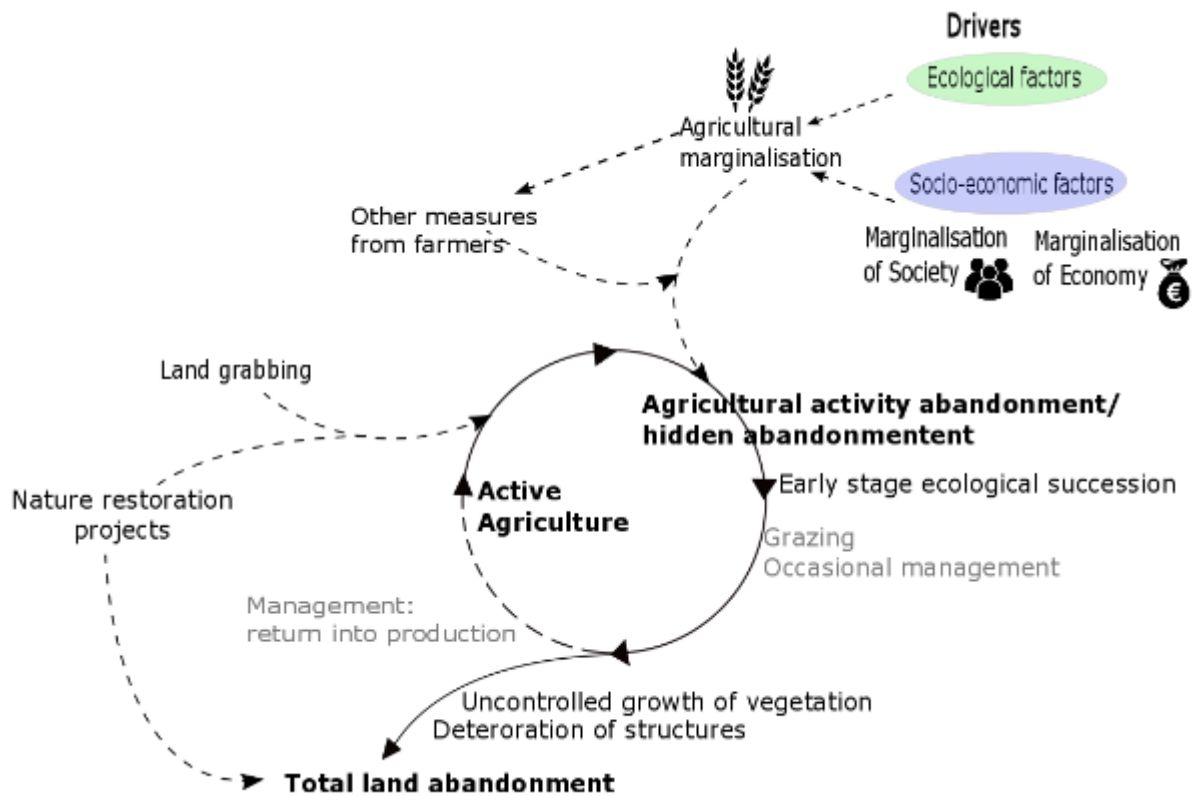 Drivers
Ecological factors
Agricultural
marginalisation
Socio-economic factors
Other measures
from farmers
Marginalisation
of Society
Marginalisation
of Economy
€
Land grabbing
Agricultural activity abandonment/
hidden abandonmentent
Early stage ecological succession
Active
Agriculture
Nature restoration
projects
Grazing
Occasional management
Management:
return into production
Uncontrolled growth of vegetation
Deteroration of structures
Total land abandonment